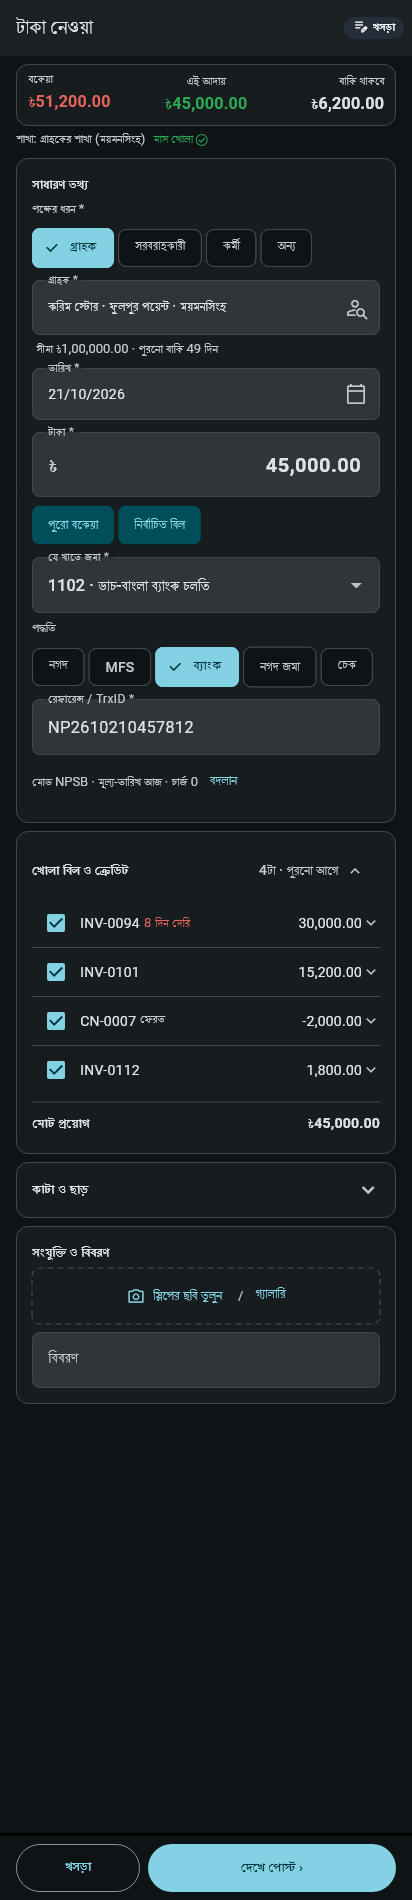 টাকা নেওয়া
খসড়া
বকেয়া এই আদায় বাকি থাকবে
৳51,200.00 ৳45,000.00 ৳6,200.00
শাখা: গ্রাহকের শাখা (ময়মনসিংহ) মাস খোলা
সাধারণ তথ্য
পক্ষের ধরন *
গ্রাহক সরবরাহকারী কর্মী অন্য
গ্রাহক *
করিম স্টোর · ফুলপুর পয়েন্ট · ময়মনসিংহ
সীমা ৳1,00,000.00 · পুরনো বাকি 49 দিন
তারিখ *
21/10/2026
টাকা *
৳ 45,000.00
পুরো বকেয়া নির্বাচিত বিল
যে খাতে জমা *
1102 · ডাচ-বাংলা ব্যাংক চলতি
পদ্ধতি
নগদ MFS ব্যাংক নগদ জমা চেক
রেফারেন্স / TrxID *
NP2610210457812
মোড NPSB · মূল্য-তারিখ আজ · চার্জ 0 বদলান
খোলা বিল ও ক্রেডিট 4টা · পুরনো আগে
INV-0094 8 দিন দেরি 30,000.00
INV-0101 15,200.00
CN-0007 ফেরত -2,000.00
INV-0112 1,800.00
মোট প্রয়োগ ৳45,000.00
কাটা ও ছাড়
সংযুক্তি ও বিবরণ
স্লিপের ছবি তুলুন / গ্যালারি
বিবরণ
খসড়া দেখে পোস্ট ›